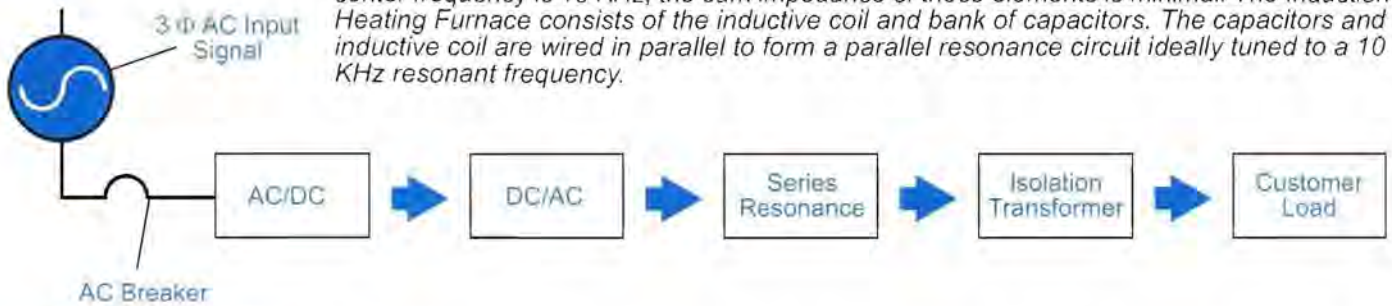 3 Φ AC Input
Signal
Heating Furnace consists of the inductive coil and bank of capacitors. The capacitors and
inductive coil are wired in parallel to form a parallel resonance circuit ideally tuned to a 10
KHz resonant frequency.
AC/DC
DC/AC
Series
Resonance
Isolation
Transformer
Customer
Load
AC Breaker